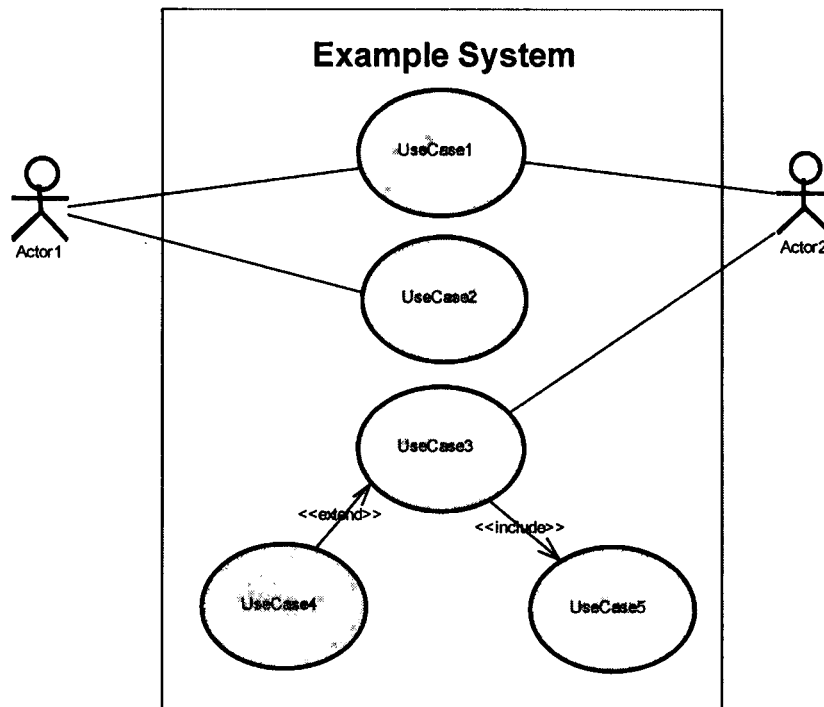 Example System
UseCase1
Actor1
Actor2
UseCase2
UseCase3
<<extend>>
<<include>>
UseCase4
UseCase5